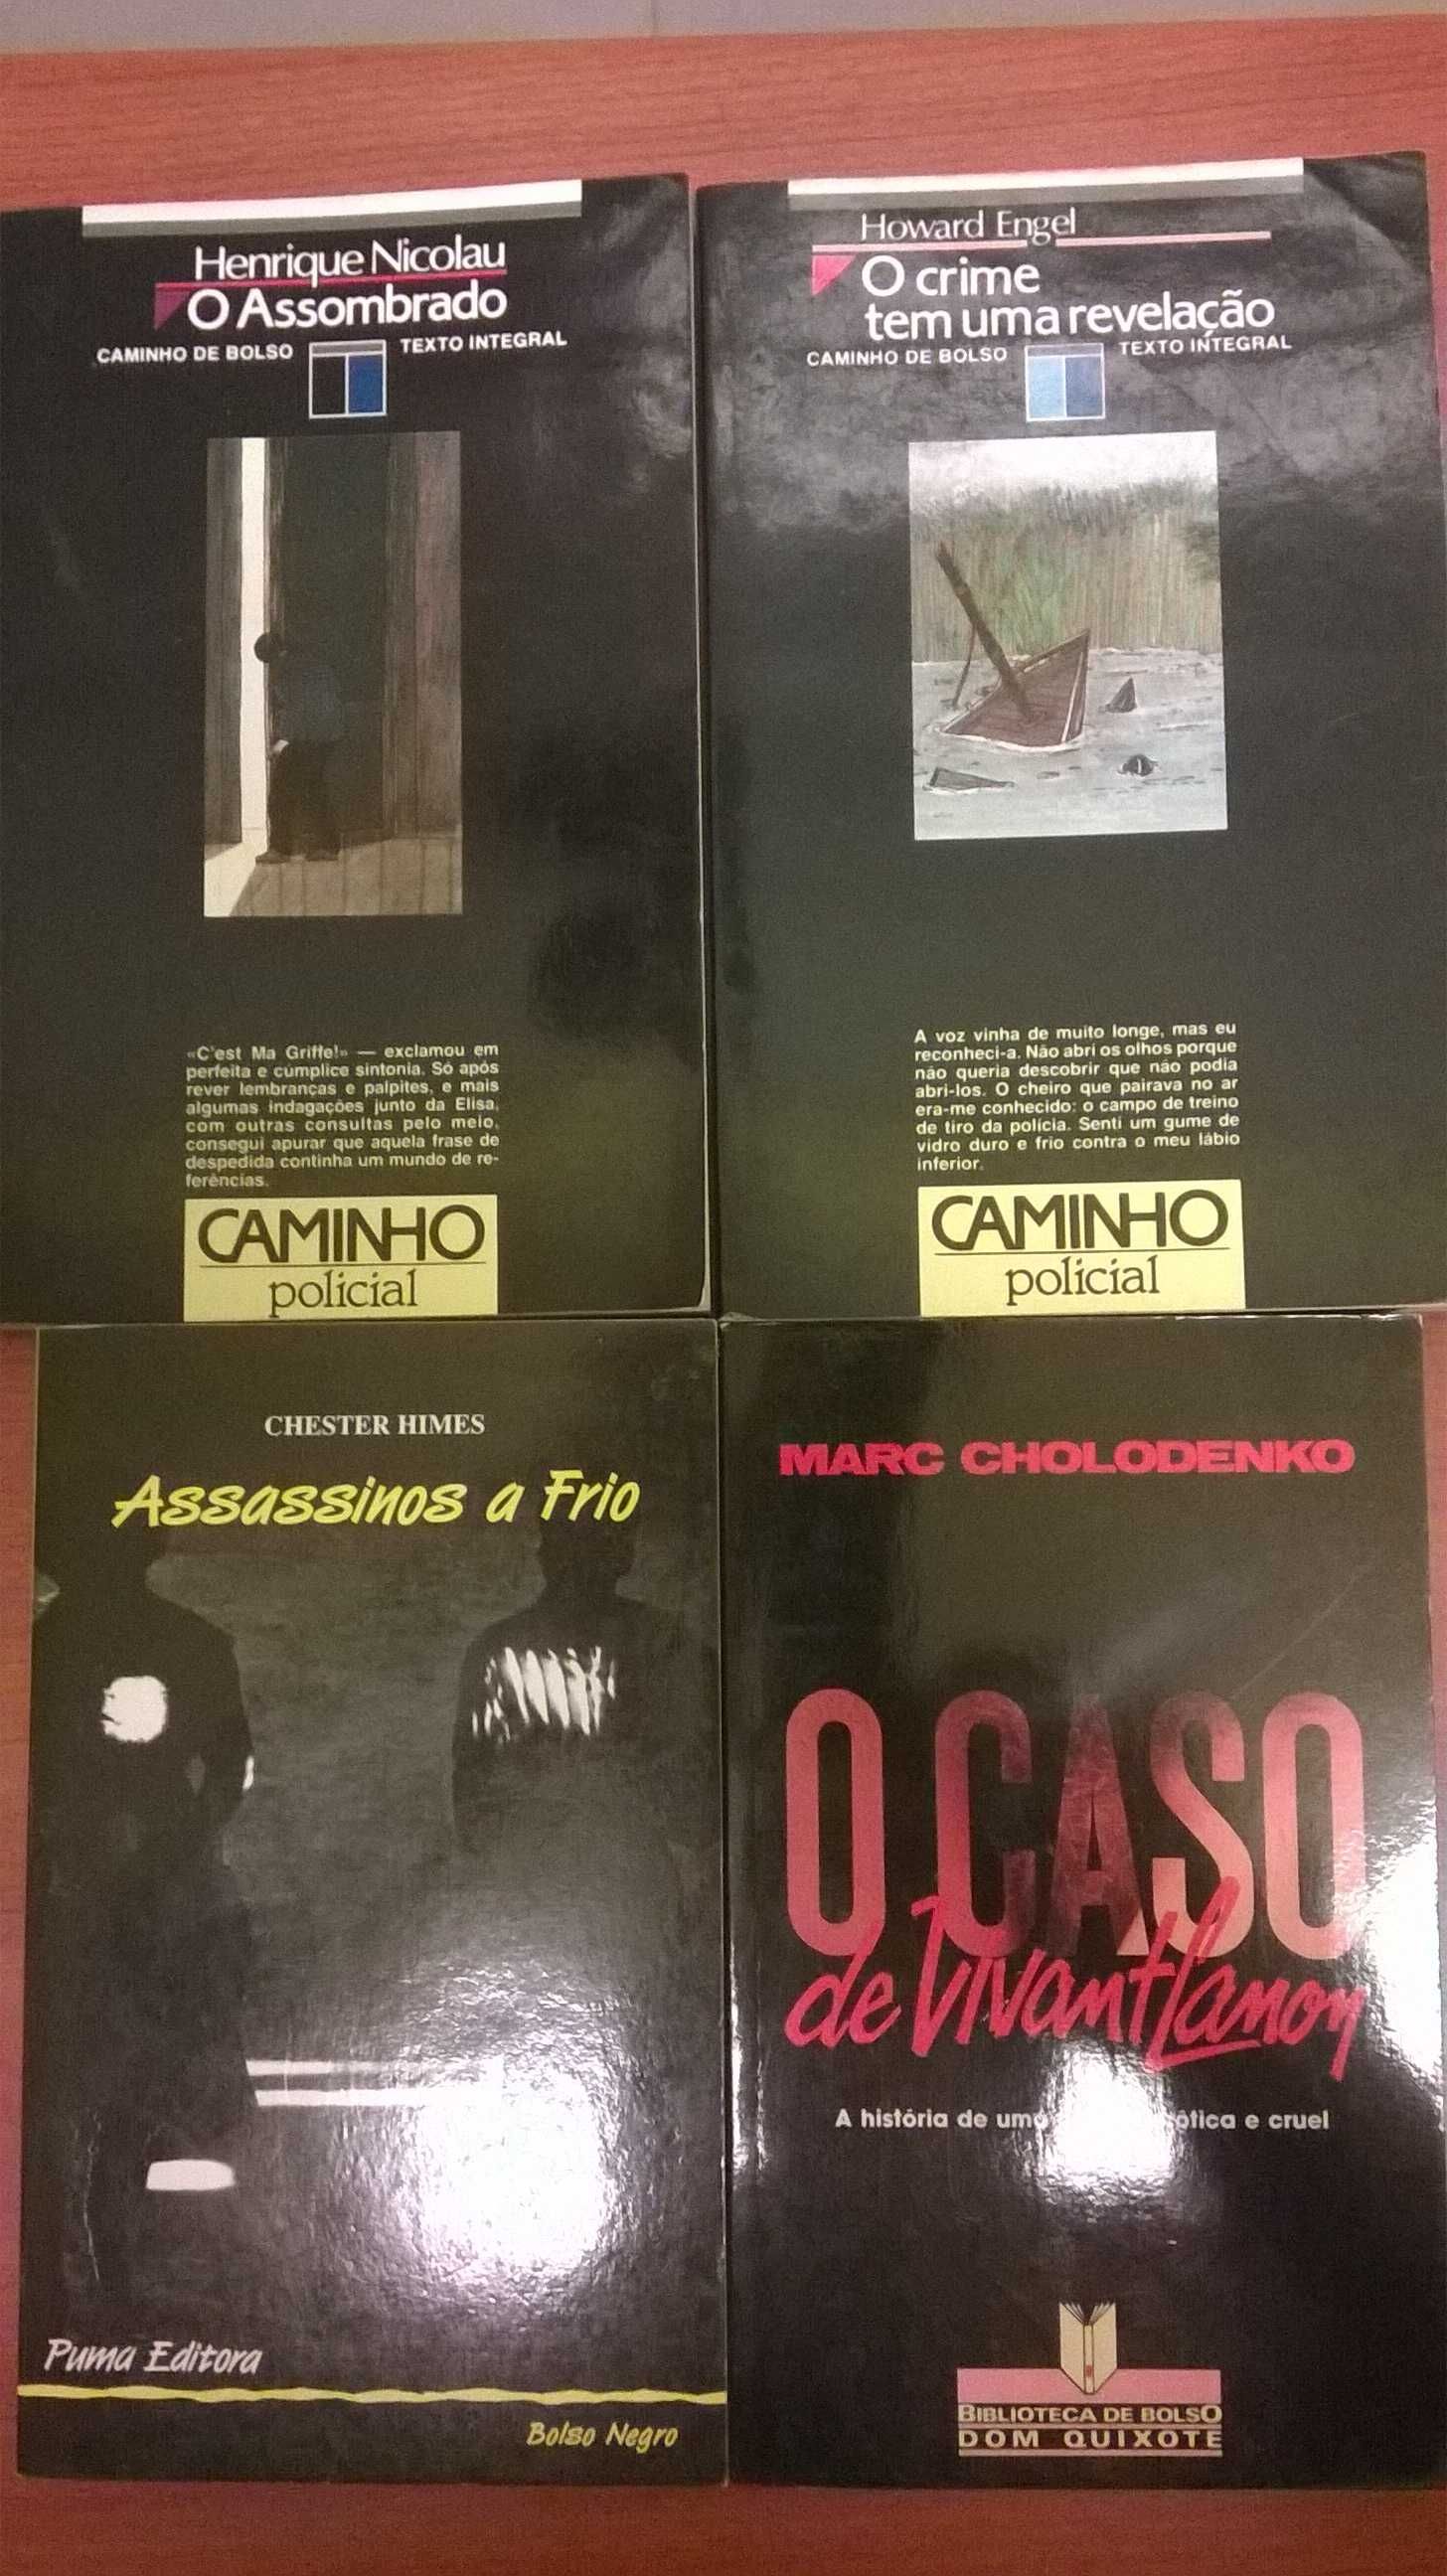 Henrique Nicolau
O Assombrado
CAMINHO DE BOLSO TEXTO INTEGRAL
«C'est Ma Griffe!» — exclamou em
perfeita e cúmplice sintonia. Só após
rever lembranças e palpites, e mais
algumas indagações junto da Elisa,
com outras consultas pelo meio,
consegui apurar que aquela frase de
despedida continha um mundo de re-
ferências.
CAMINHO
policial
Howard Engel
O crime
tem uma revelação
CAMINHO DE BOLSO TEXTO INTEGRAL
A voz vinha de muito longe, mas eu
reconheci-a. Não abri os olhos porque
não queria descobrir que não podia
abri-los. O cheiro que pairava no ar
era-me conhecido: o campo de treino
de tiro da polícia. Senti um gume de
vidro duro e frio contra o meu lábio
inferior.
CAMINHO
policial
CHESTER HIMES
Assassinos a Frio
Puma Editora
Bolso Negro
MARC CHOLODENKO
O CASO
de Vivant Lanon
A história de uma e cruel
BIBLIOTECA DE BOLSO
DOM QUIXOTE